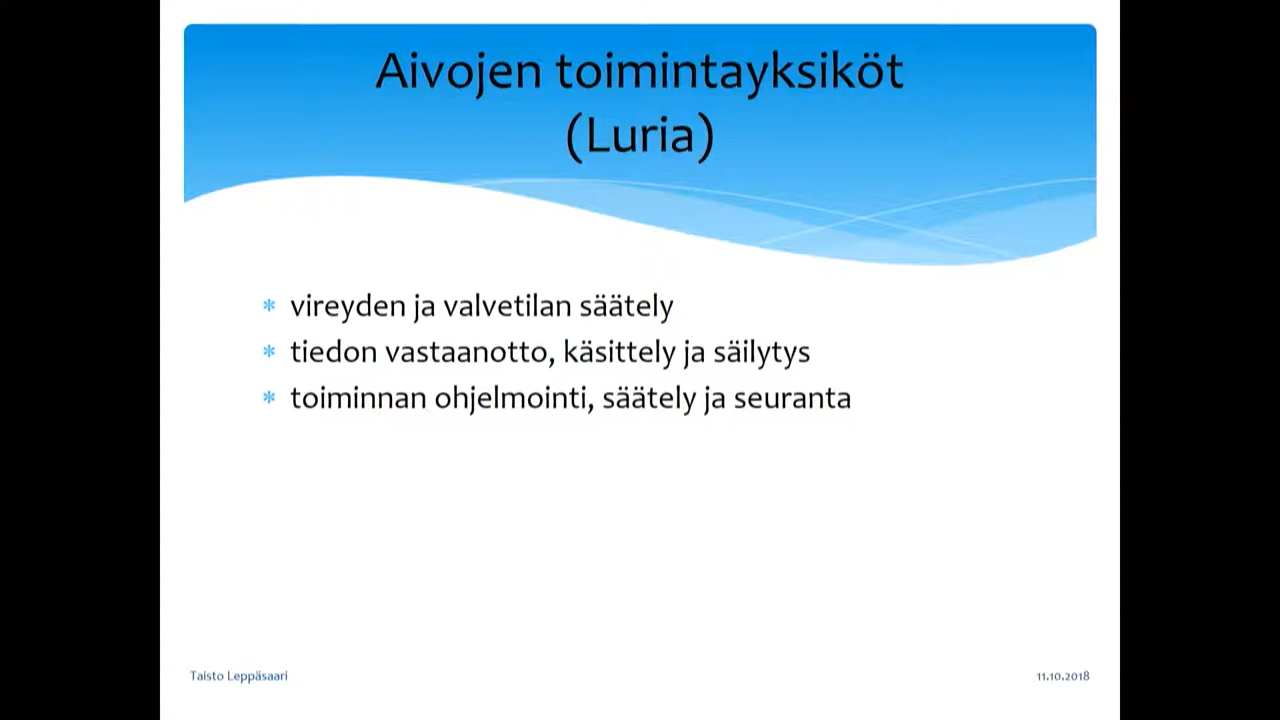 Aivojen toimintayksiköt
(Luria)
* vireyden ja valvetilan säätely
* tiedon vastaanotto, käsittely ja säilytys
* toiminnan ohjelmointi, säätely ja seuranta
Taisto Leppäsaari
11.10.2018